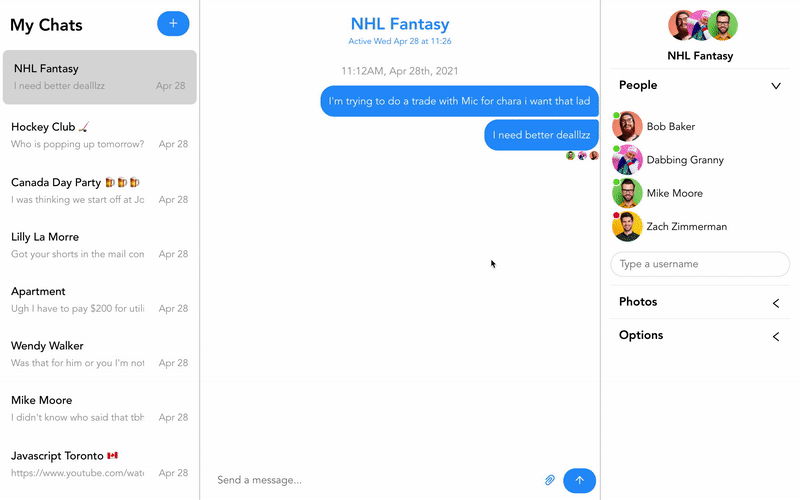 My Chats
+
NHL Fantasy
I need better dealllzz Apr 28
Hockey Club 🏒
Who is popping up tomorrow? Apr 28
Canada Day Party 🍺🍺🍺
I was thinking we start off at Jo Apr 28
Lilly La Morre
Got your shorts in the mail com Apr 28
Apartment
Ugh I have to pay $200 for utili Apr 28
Wendy Walker
Was that for him or you I'm not Apr 28
Mike Moore
I didn't know who said that tbh Apr 28
Javascript Toronto 🇨🇦
https://www.youtube.com/wat Apr 28
NHL Fantasy
Active Wed Apr 28 at 11:26
11:12AM, Apr 28th, 2021
I'm trying to do a trade with Mic for chara i want that lad
I need better dealllzz
Send a message...
NHL Fantasy
People
Bob Baker
Dabbing Granny
Mike Moore
Zach Zimmerman
Type a username
Photos
Options